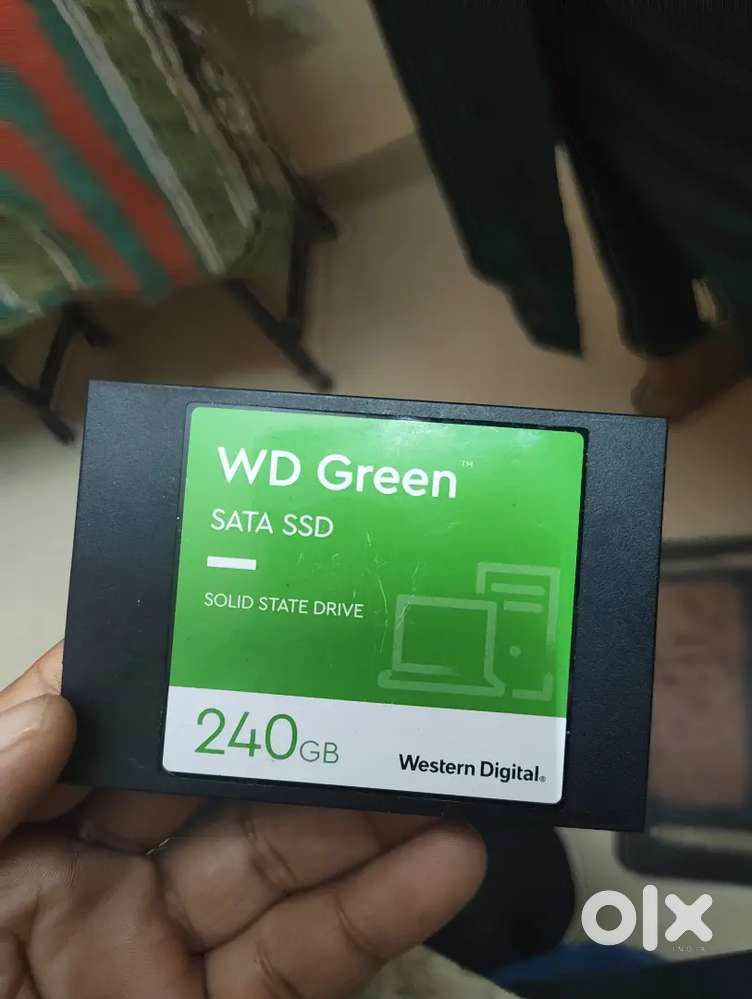 WD Green™
SATA SSD
SOLID STATE DRIVE
240GB
Western Digital®
olx
INDIA